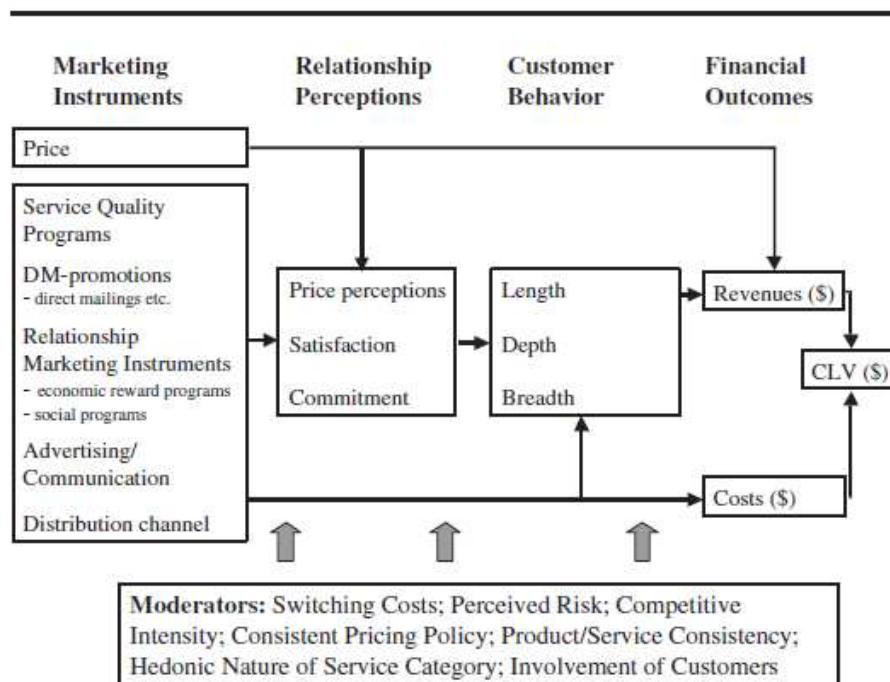 Marketing
Instruments
Relationship
Perceptions
Customer
Behavior
Financial
Outcomes
Price
Service Quality
Programs
DM-promotions
- direct mailings etc.
Relationship
Marketing Instruments
- economic reward programs
- social programs
Advertising/
Communication
Distribution channel
Price perceptions
Satisfaction
Commitment
Length
Depth
Breadth
Revenues ($)
CLV ($)
Costs ($)
Moderators: Switching Costs; Perceived Risk; Competitive
Intensity; Consistent Pricing Policy; Product/Service Consistency;
Hedonic Nature of Service Category; Involvement of Customers